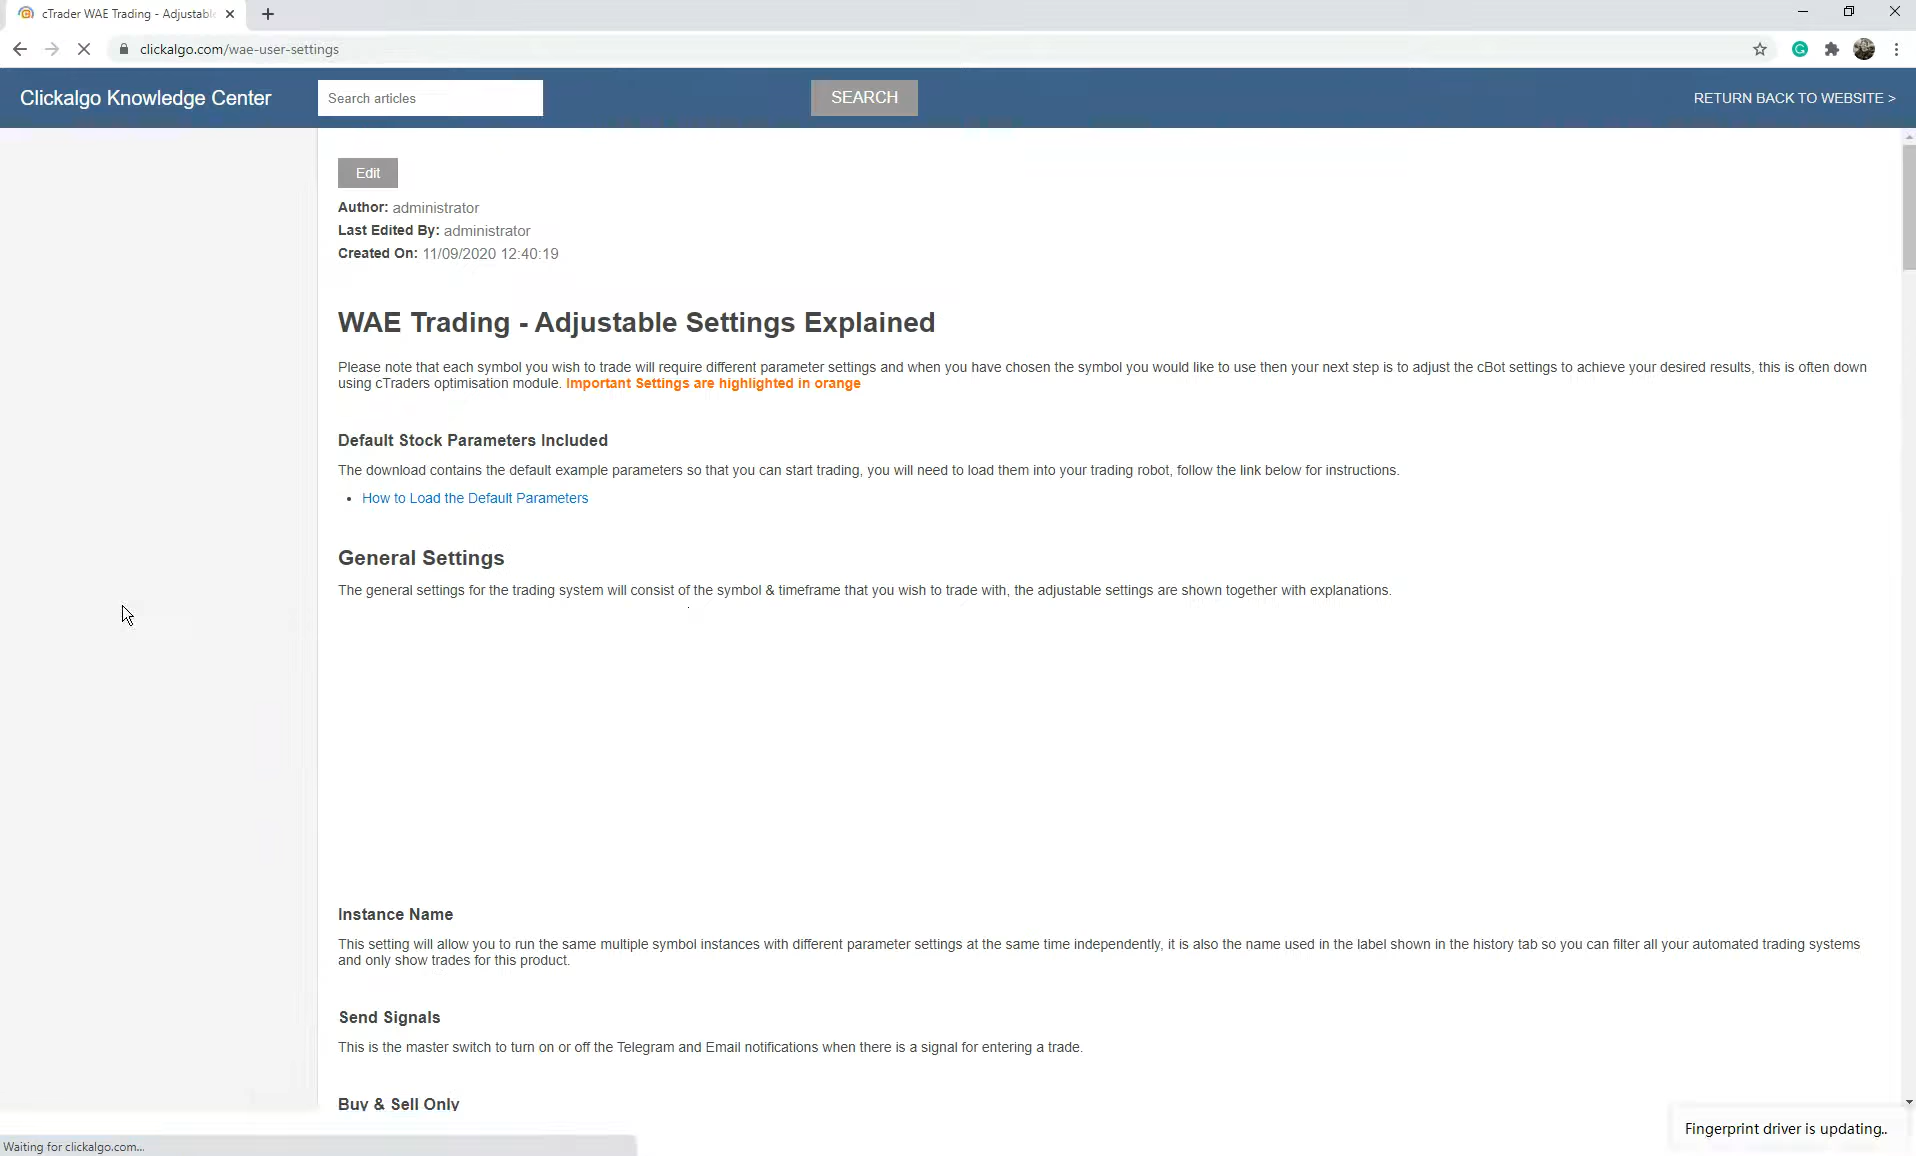 cTrader WAE Trading - Adjustabl
clickalgo.com/wae-user-settings
Clickalgo Knowledge Center
Search articles
SEARCH
RETURN BACK TO WEBSITE >
Edit
Author: administrator
Last Edited By: administrator
Created On: 11/09/2020 12:40:19
WAE Trading - Adjustable Settings Explained
Please note that each symbol you wish to trade will require different parameter settings and when you have chosen the symbol you would like to use then your next step is to adjust the cBot settings to achieve your desired results, this is often down
using cTraders optimisation module. Important Settings are highlighted in orange
Default Stock Parameters Included
The download contains the default example parameters so that you can start trading, you will need to load them into your trading robot, follow the link below for instructions.
• How to Load the Default Parameters
General Settings
The general settings for the trading system will consist of the symbol & timeframe that you wish to trade with, the adjustable settings are shown together with explanations.
Instance Name
This setting will allow you to run the same multiple symbol instances with different parameter settings at the same time independently, it is also the name used in the label shown in the history tab so you can filter all your automated trading systems
and only show trades for this product.
Send Signals
This is the master switch to turn on or off the Telegram and Email notifications when there is a signal for entering a trade.
Buy & Sell Only
Fingerprint driver is updating..
Waiting for clickalgo.com...